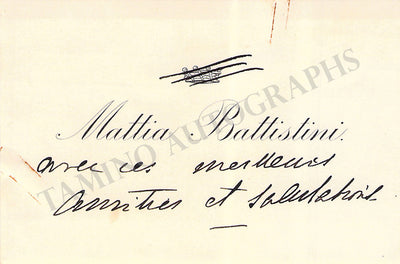 Mattia Battistini.
avec ces meilleurs
Amitiés et salutations
TAMINO AUTOGRAPHS